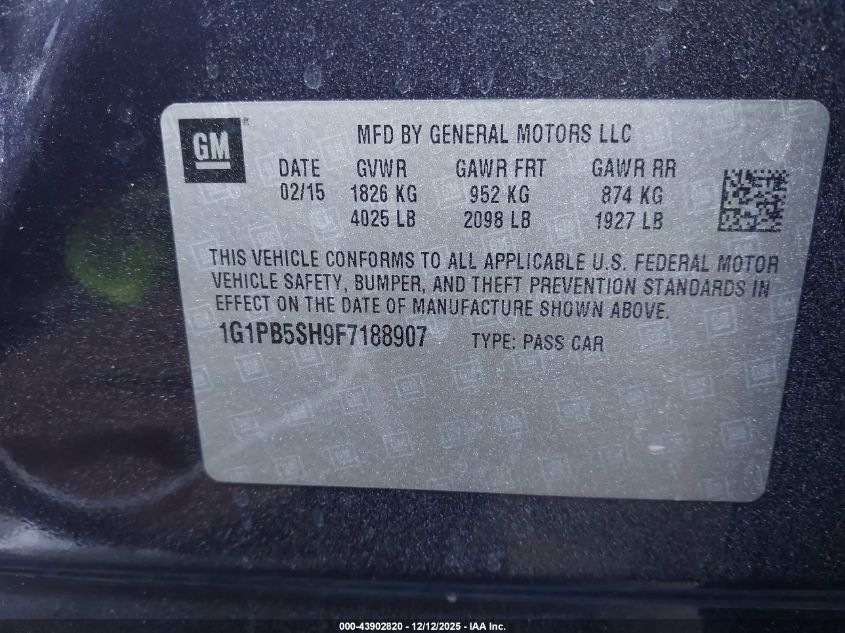 GM
MFD BY GENERAL MOTORS LLC
DATE GVWR GAWR FRT GAWR RR
02/15 1826 KG 952 KG 874 KG
4025 LB 2098 LB 1927 LB
THIS VEHICLE CONFORMS TO ALL APPLICABLE U.S. FEDERAL MOTOR
VEHICLE SAFETY, BUMPER, AND THEFT PREVENTION STANDARDS IN
EFFECT ON THE DATE OF MANUFACTURE SHOWN ABOVE.
1G1PB5SH9F7188907 TYPE: PASS CAR
000-43902820 - 12/12/2025 - IAA Inc.